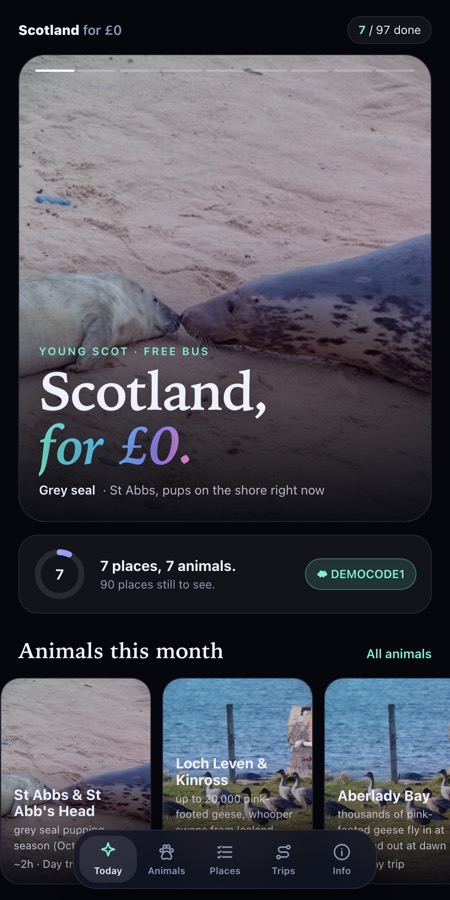 Scotland for £0
7 / 97 done
YOUNG SCOT · FREE BUS
Scotland,
for £0.
Grey seal · St Abbs, pups on the shore right now
7
7 places, 7 animals.
90 places still to see.
DEMOCODE1
Animals this month
All animals
St Abbs & St
Abb's Head
grey seal pupping
season (Oct
~2h · Day tr
Loch Leven &
Kinross
up to 20,000 pink-
footed geese, whooper
swans from Iceland
Aberlady Bay
thousands of pink-
footed geese fly in at
out at dawn
trip
Today
Animals
Places
Trips
Info